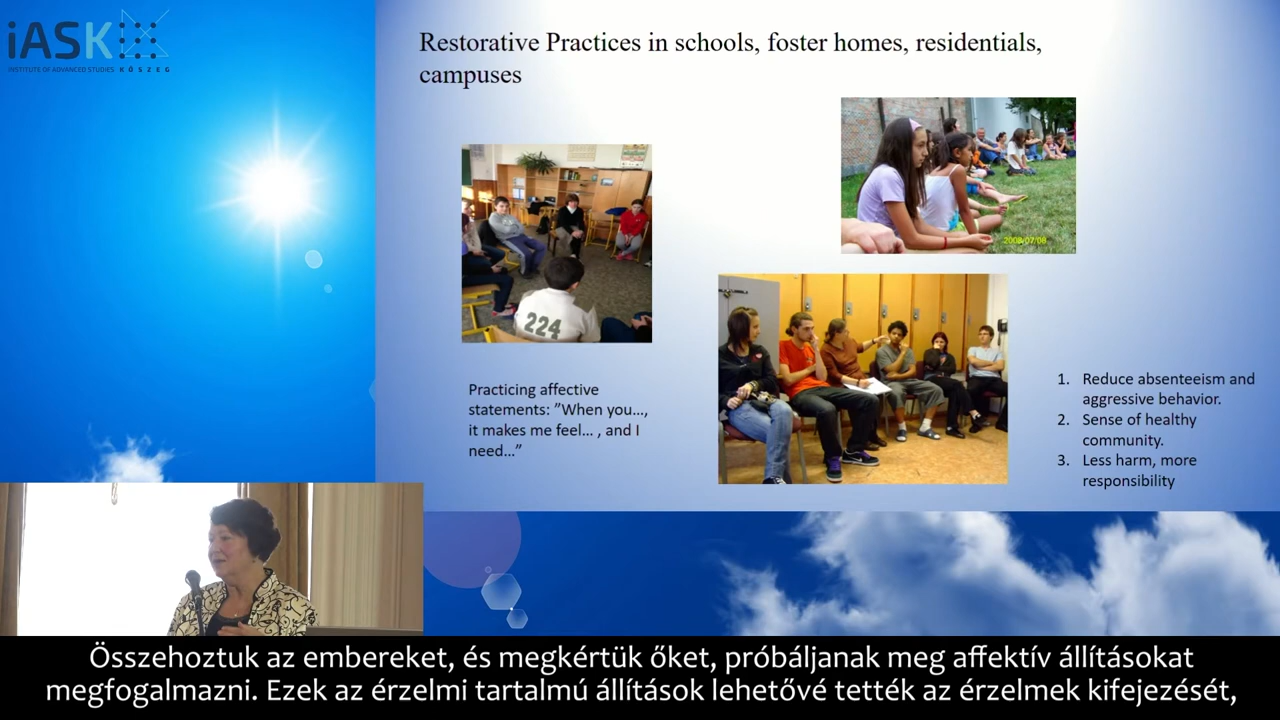 iASK
INSTITUTE OF ADVANCED STUDIES KŐSZEG
Restorative Practices in schools, foster homes, residentials,
campuses
2008/07/08
224
Practicing affective
statements: ”When you…,
it makes me feel… , and I
need…”
1. Reduce absenteeism and
aggressive behavior.
2. Sense of healthy
community.
3. Less harm, more
responsibility
Összehoztuk az embereket, és megkértük őket, próbáljanak meg affektív állításokat
megfogalmazni. Ezek az érzelmi tartalmú állítások lehetővé tették az érzelmek kifejezését,